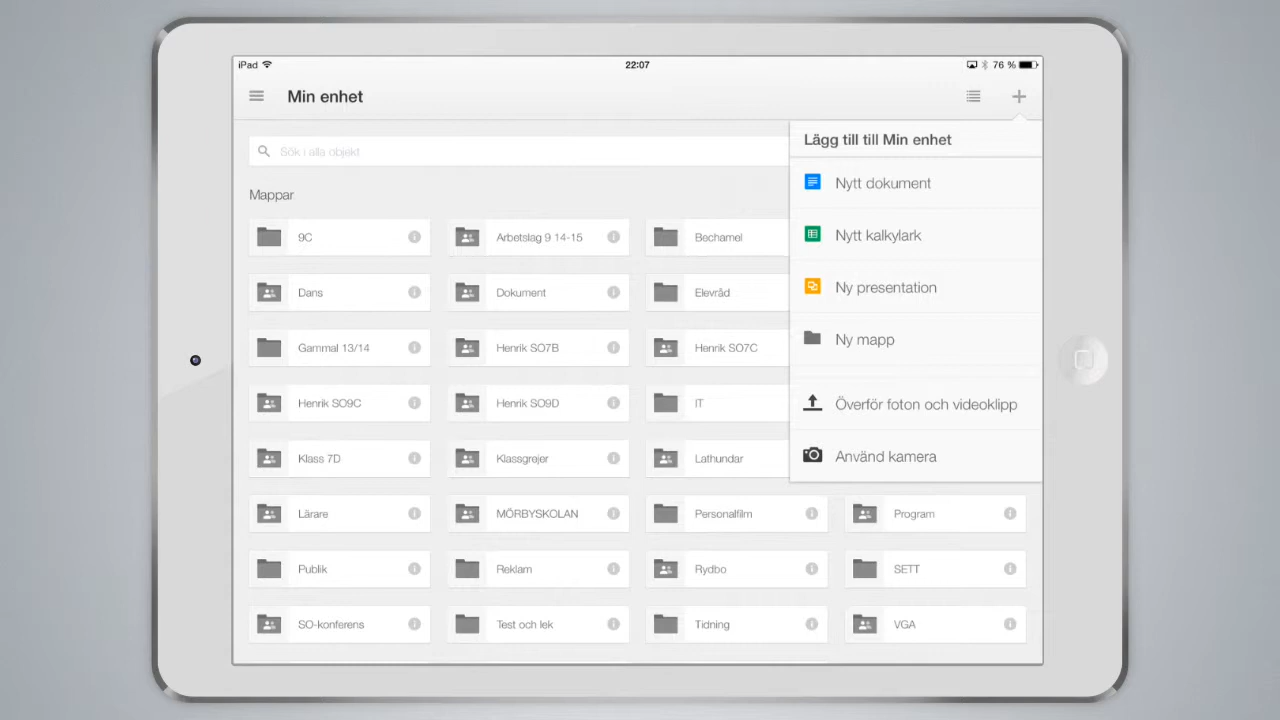 iPad
22:07
76 %
Min enhet
Sök i alla objekt
Lägg till till Min enhet
Nytt dokument
Nytt kalkylark
Ny presentation
Ny mapp
Överför foton och videoklipp
Använd kamera
Mappar
9C
Arbetslag 9 14-15
Bechamel
Dans
Dokument
Elevråd
Gammal 13/14
Henrik SO7B
Henrik SO7C
Henrik SO9C
Henrik SO9D
IT
Klass 7D
Klassgrejer
Lathundar
Lärare
MÖRBYSKOLAN
Personalfilm
Program
Publik
Reklam
Rydbo
SETT
SO-konferens
Test och lek
Tidning
VGA